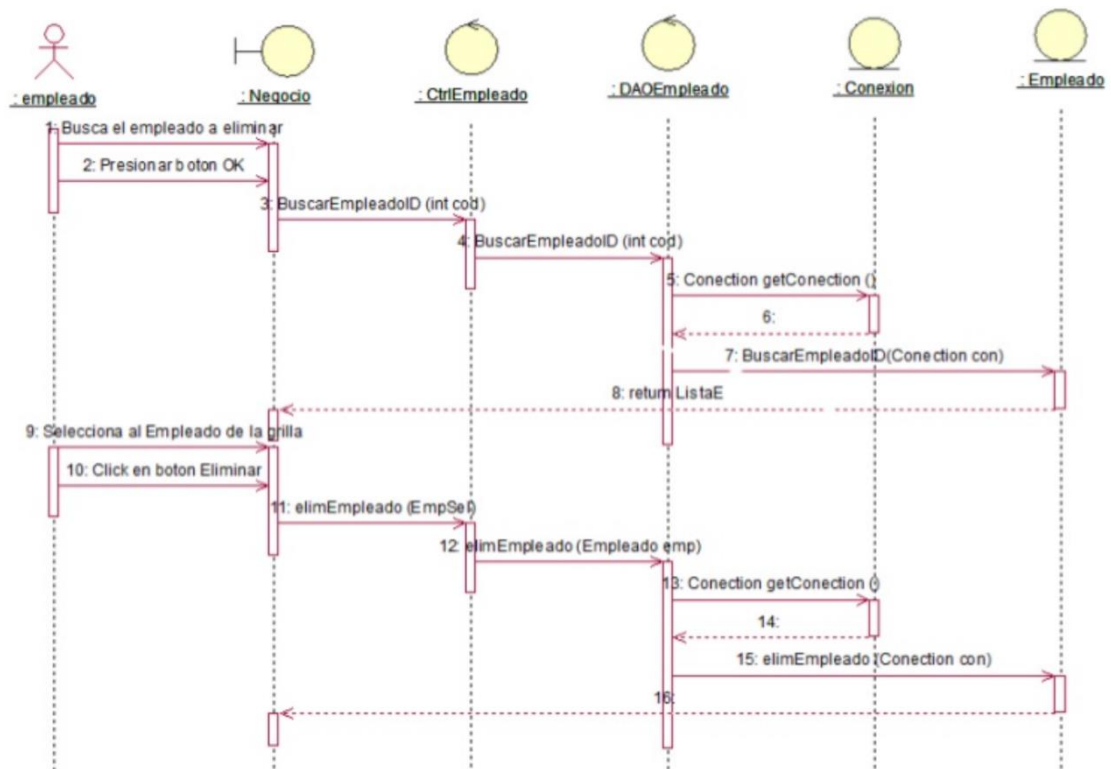 : empleado
: Negocio
: CtrlEmpleado
: DAOEmpleado
: Conexion
: Empleado
1: Busca el empleado a eliminar
2: Presionar boton OK
3: BuscarEmpleadoID (int cod)
4: BuscarEmpleadoID (int cod)
5: Conection getConection ()
6:
7: BuscarEmpleadoID(Conection con)
8: return ListaE
9: Selecciona al Empleado de la grilla
10: Click en boton Eliminar
11: elimEmpleado (EmpSel)
12: elimEmpleado (Empleado emp)
13: Conection getConection ()
14:
15: elimEmpleado (Conection con)
16: